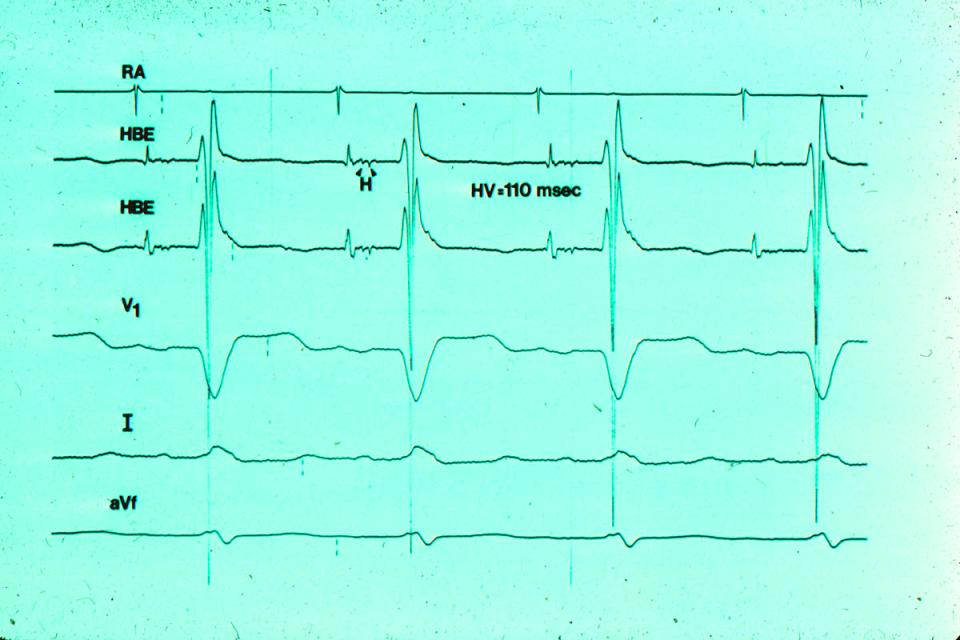 RA
HBE
H
HV=110 msec
HBE
V1
I
aVf